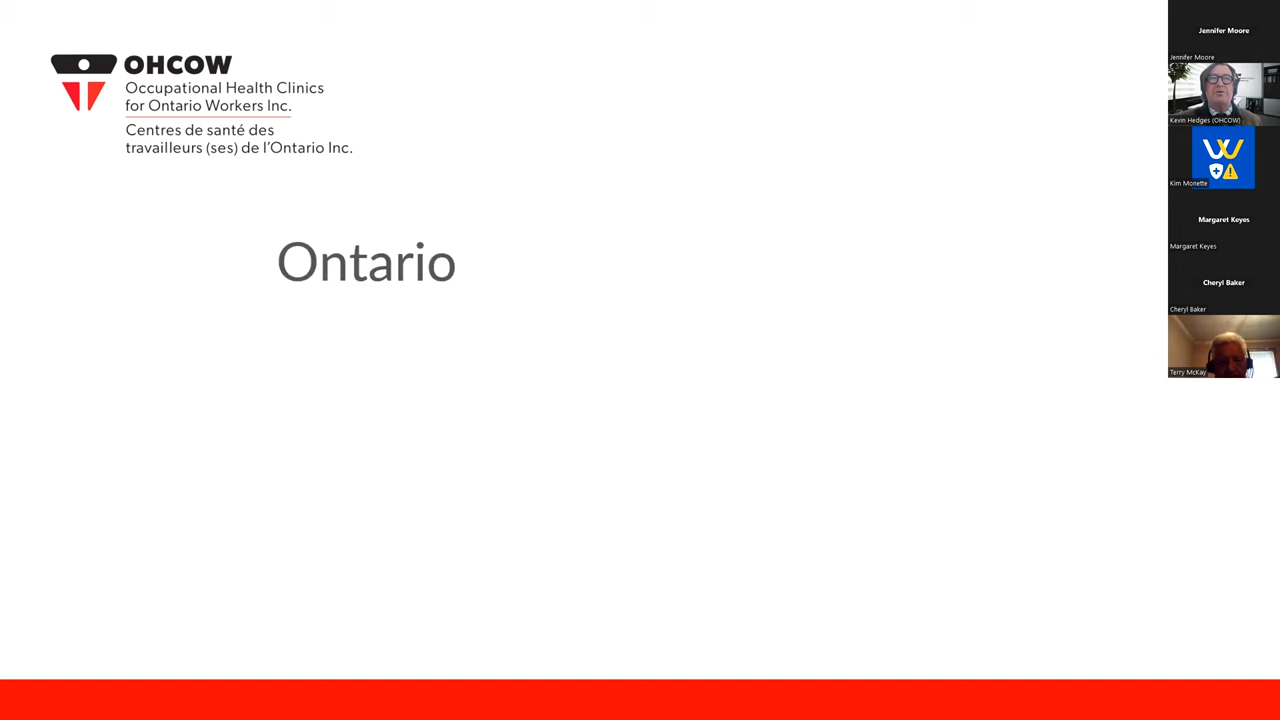 OHCOW
Occupational Health Clinics
for Ontario Workers Inc.
Centres de santé des
travailleurs (ses) de l'Ontario Inc.
Ontario
Jennifer Moore
Jennifer Moore
Kevin Hedges (OHCOW)
Kim Monette
Margaret Keyes
Margaret Keyes
Cheryl Baker
Cheryl Baker
Terry McKay